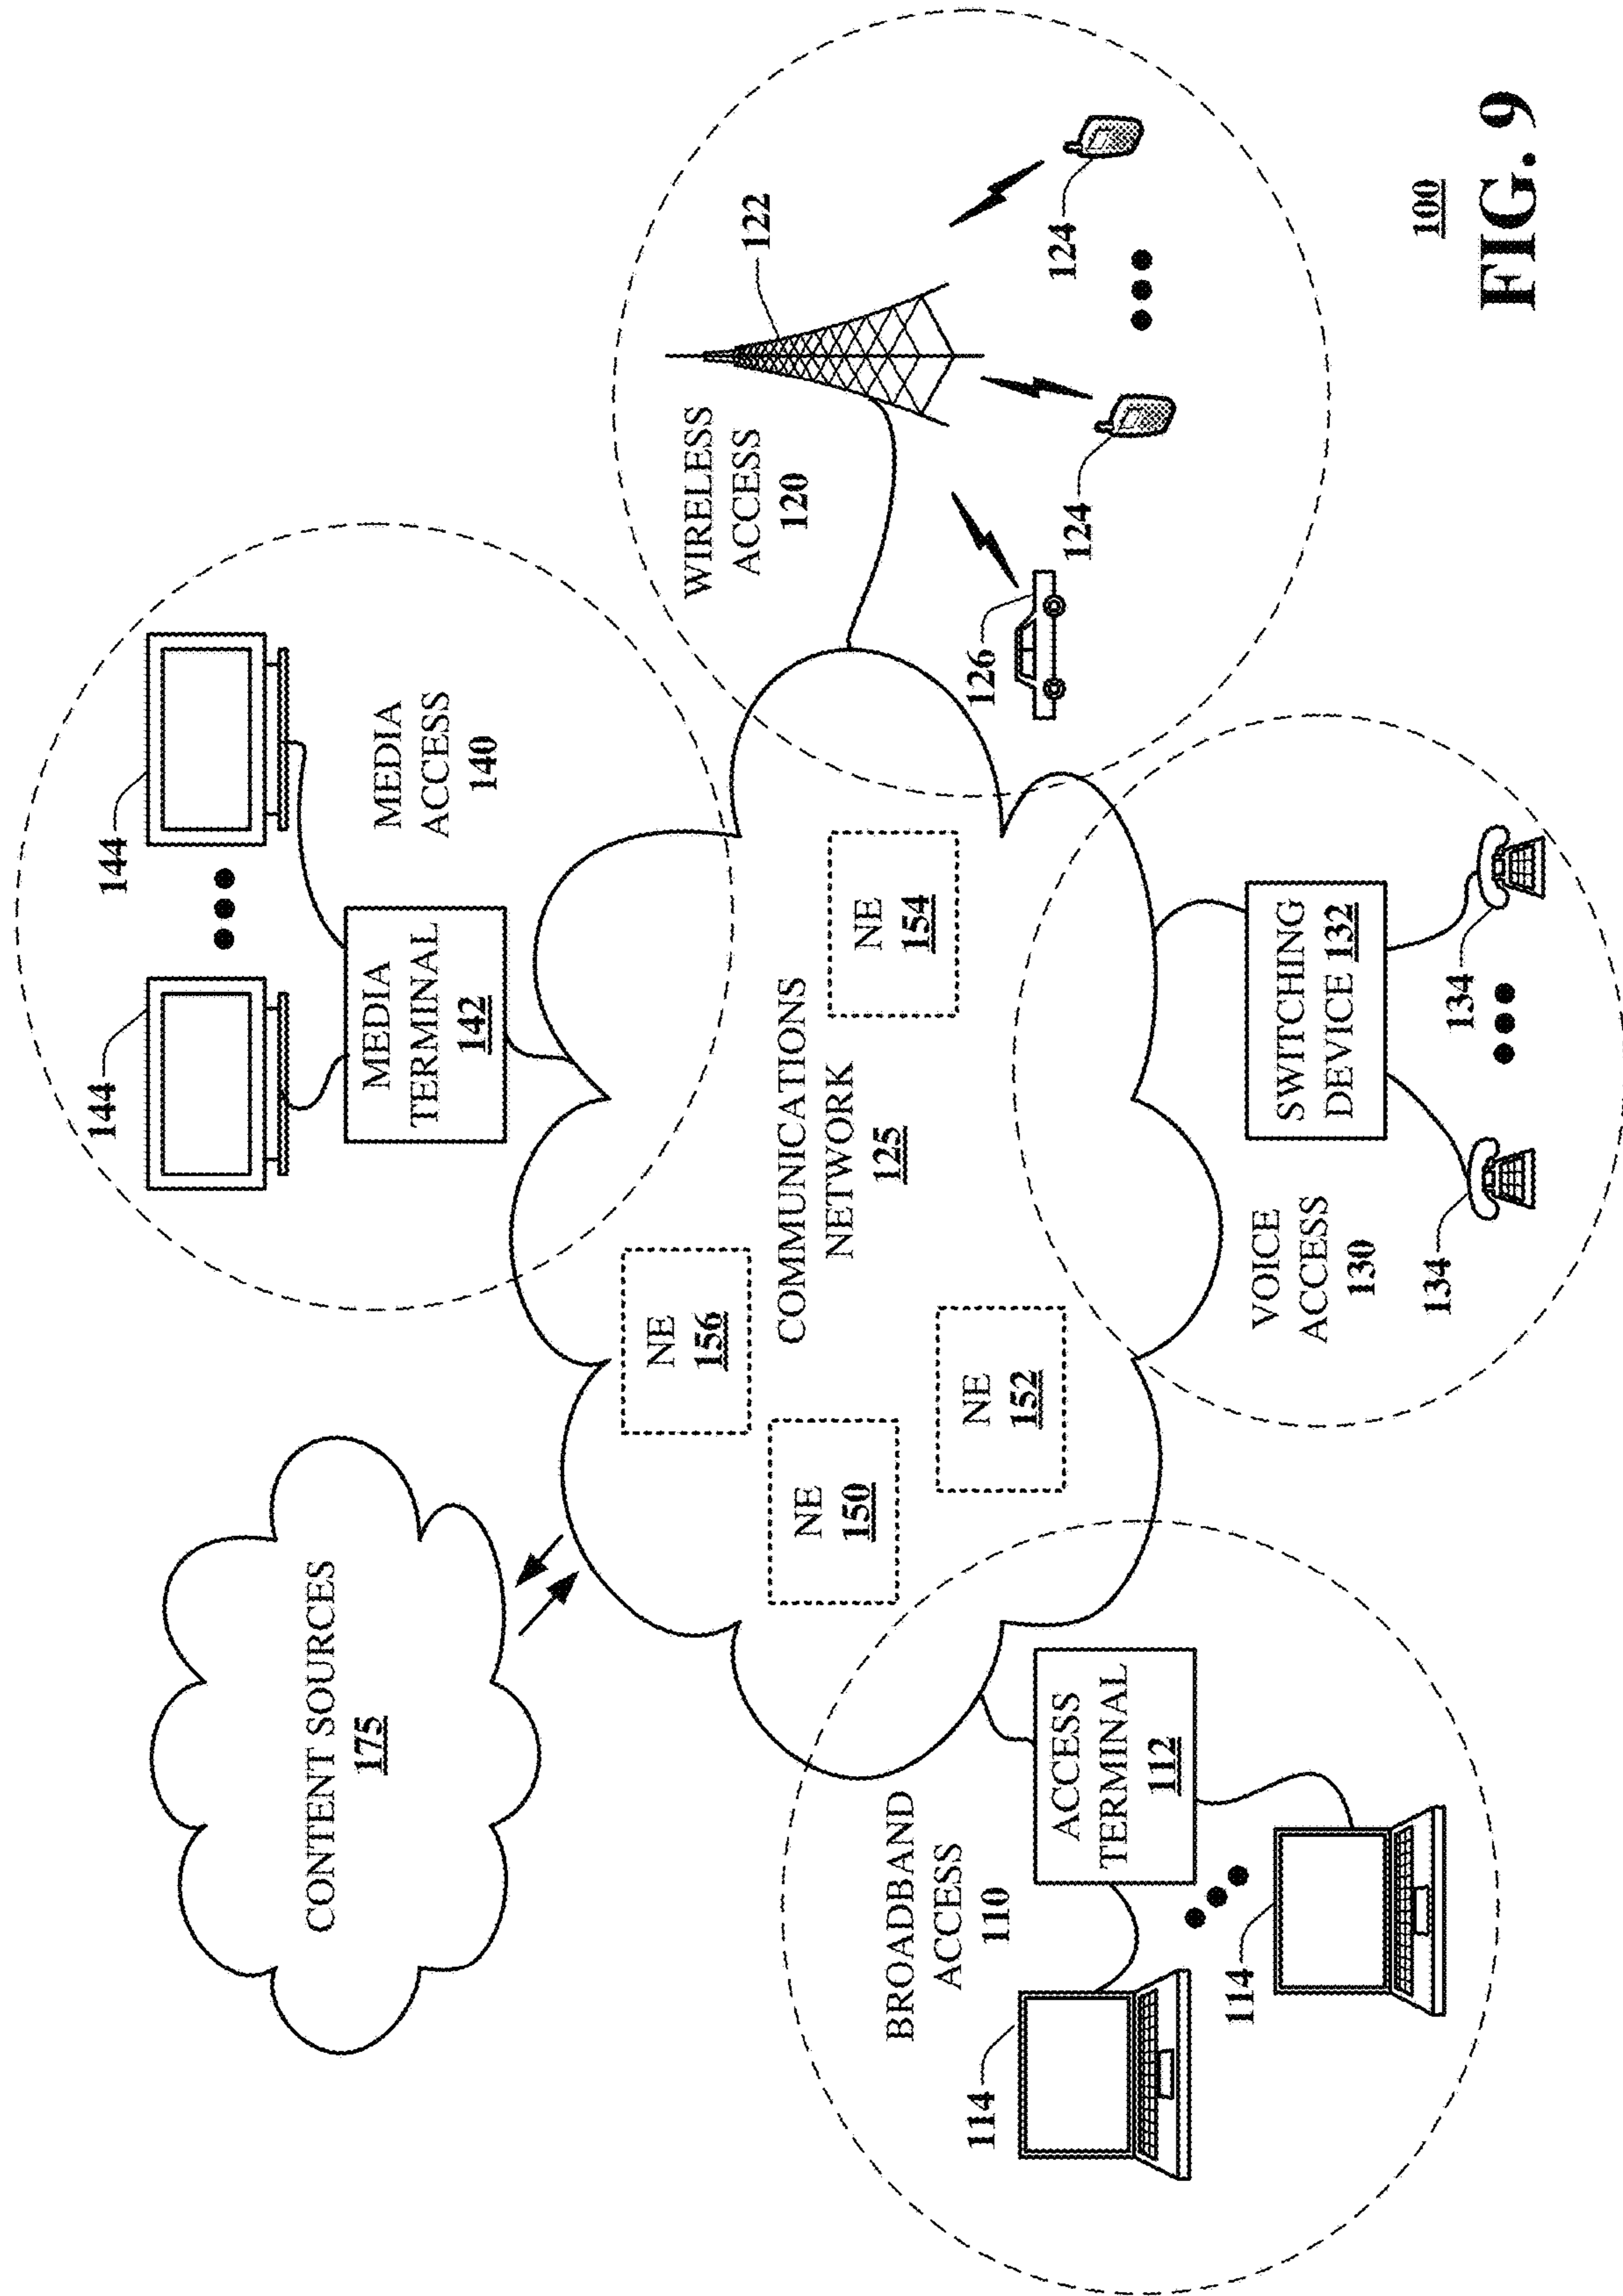 CONTENT SOURCES
175
144
144
MEDIA
TERMINAL
142
MEDIA
ACCESS
140
WIRELESS
ACCESS
120
122
NE
156
NE
150
NE
152
COMMUNICATIONS
NETWORK
125
NE
154
BROADBAND
ACCESS
110
ACCESS
TERMINAL
112
114
114
VOICE
ACCESS
130
SWITCHING
DEVICE 132
134
134
126
124
124
100
FIG. 9